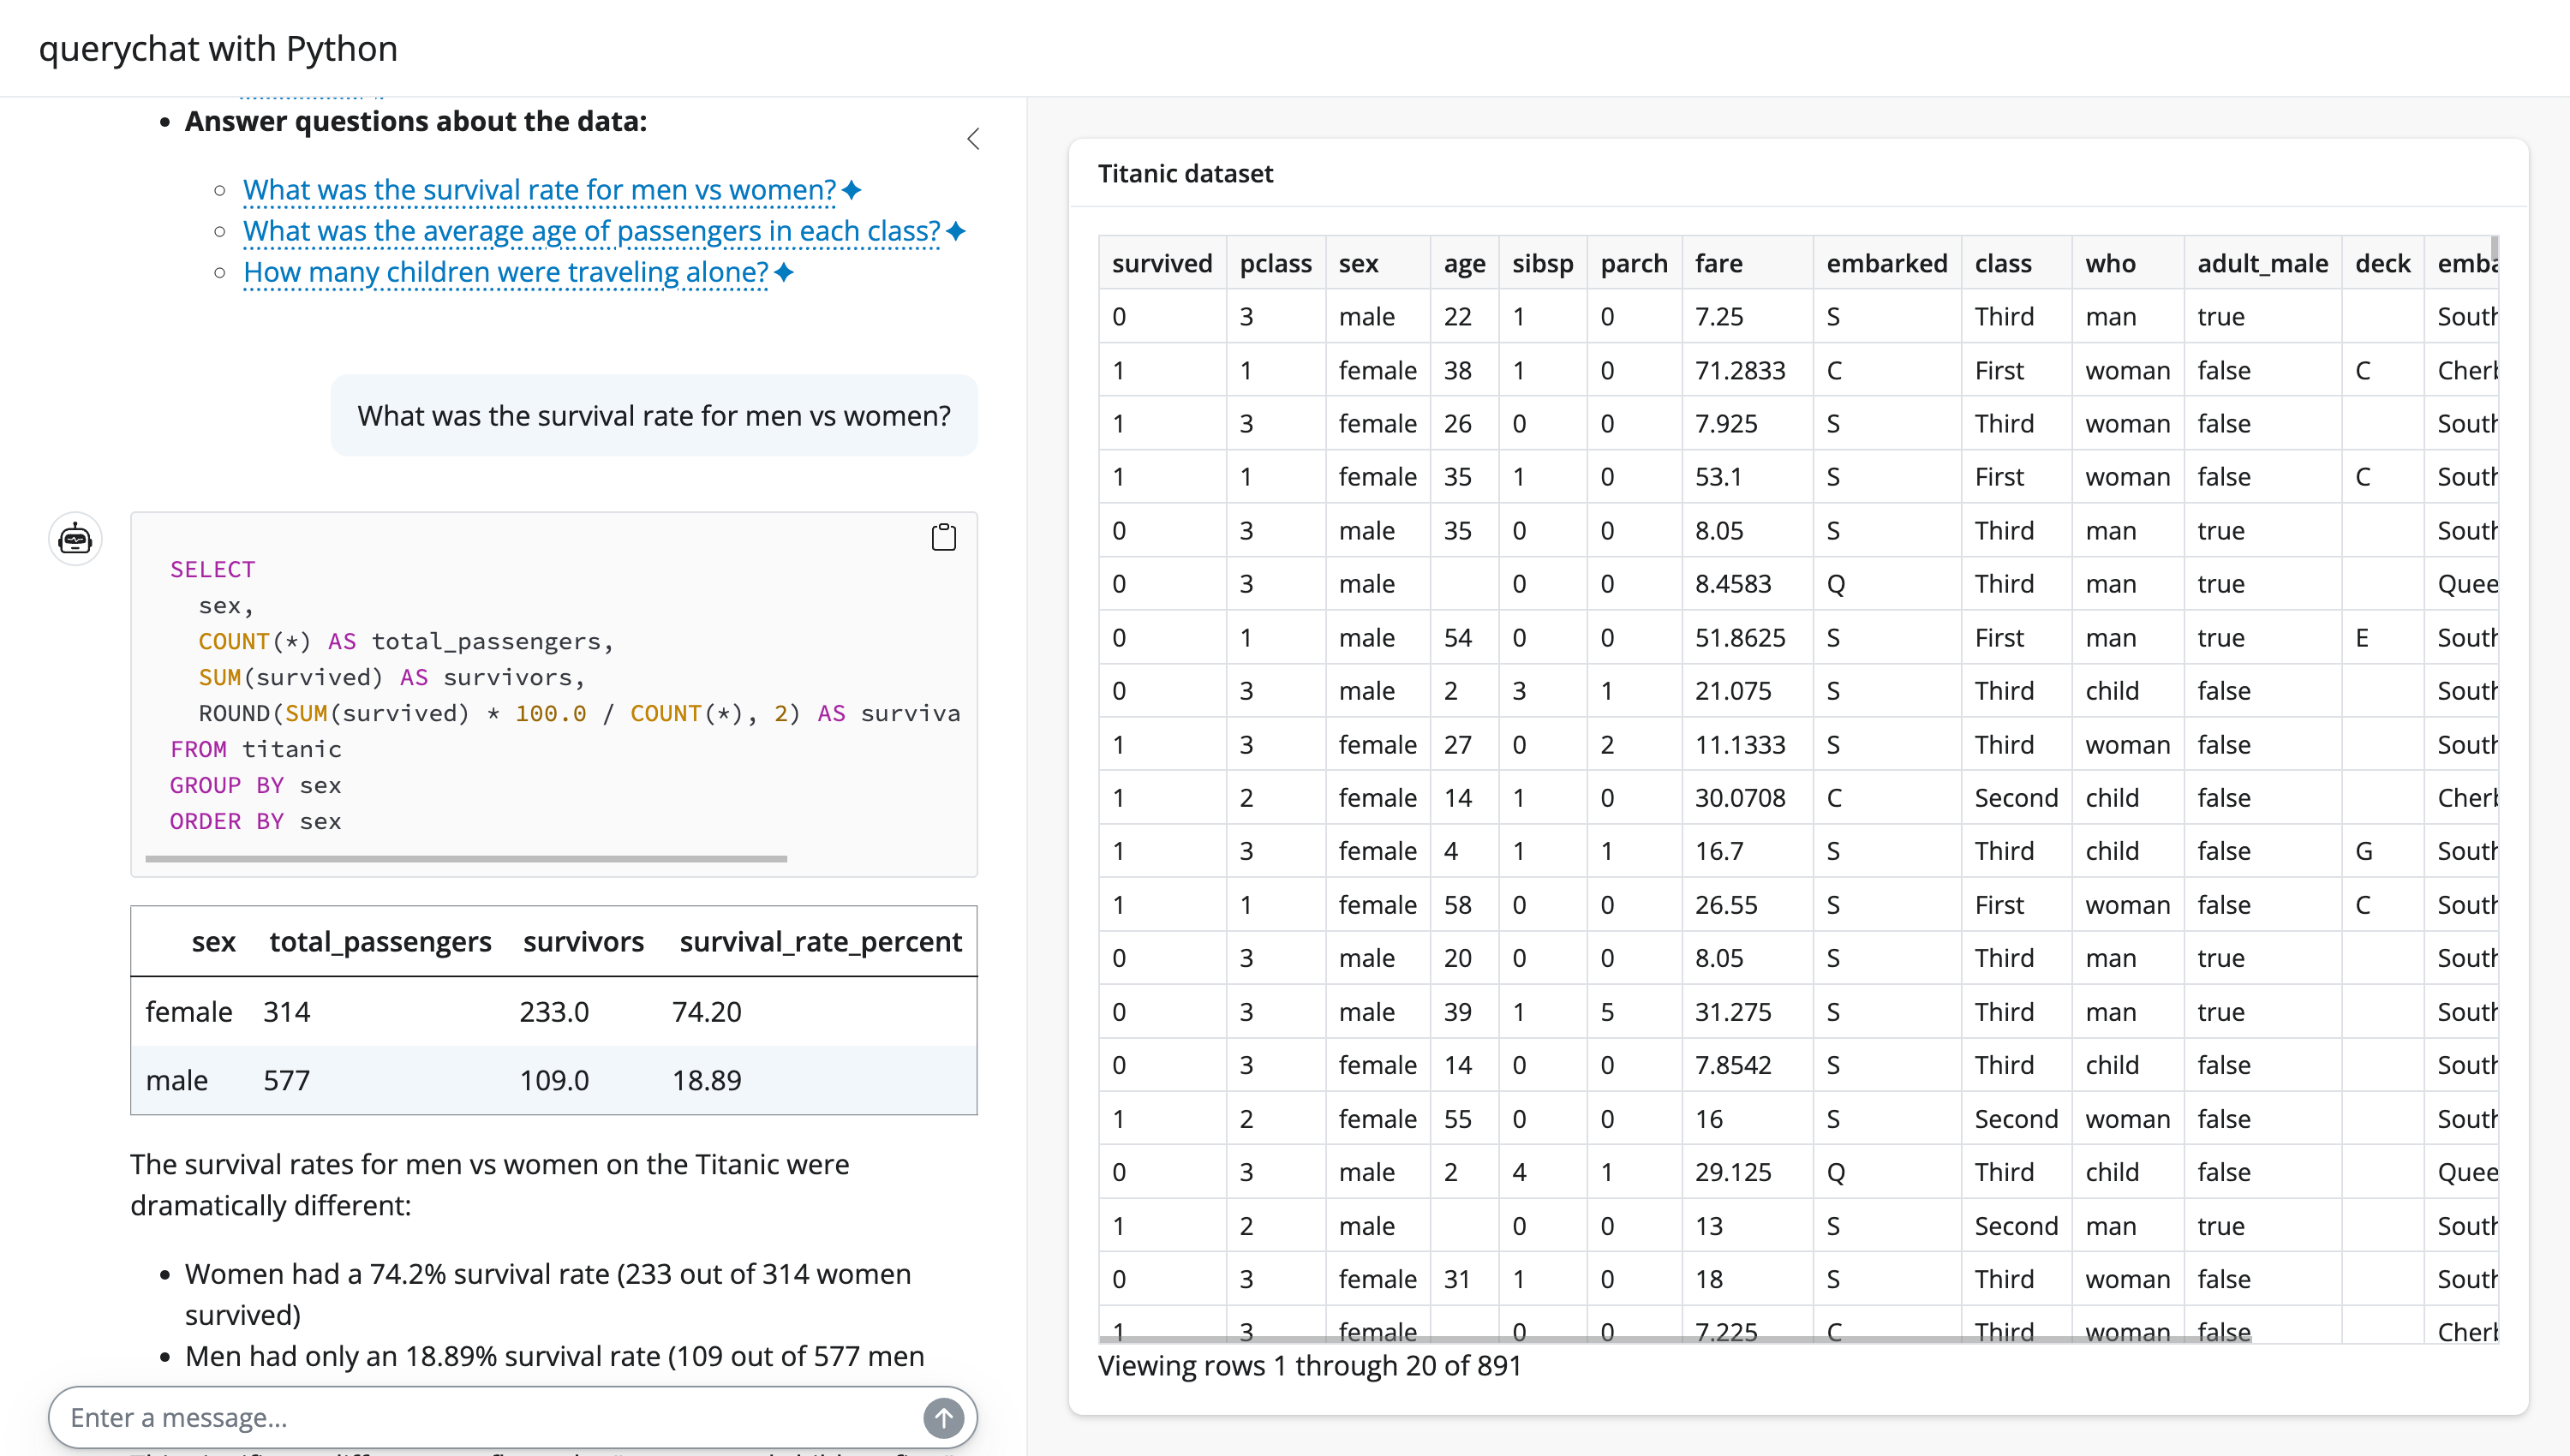 querychat with Python
Answer questions about the data:
What was the survival rate for men vs women?
What was the average age of passengers in each class?
How many children were traveling alone?
What was the survival rate for men vs women?
SELECT
sex,
COUNT(*) AS total_passengers,
SUM(survived) AS survivors,
ROUND(SUM(survived) * 100.0 / COUNT(*), 2) AS surviva
FROM titanic
GROUP BY sex
ORDER BY sex
sex total_passengers survivors survival_rate_percent
female 314 233.0 74.20
male 577 109.0 18.89
The survival rates for men vs women on the Titanic were
dramatically different:
Women had a 74.2% survival rate (233 out of 314 women
survived)
Men had only an 18.89% survival rate (109 out of 577 men
Enter a message...
Titanic dataset
survived pclass sex age sibsp parch fare embarked class who adult_male deck emba
0 3 male 22 1 0 7.25 S Third man true South
1 1 female 38 1 0 71.2833 C First woman false C Cherb
1 3 female 26 0 0 7.925 S Third woman false South
1 1 female 35 1 0 53.1 S First woman false C South
0 3 male 35 0 0 8.05 S Third man true South
0 3 male 0 0 8.4583 Q Third man true Quee
0 1 male 54 0 0 51.8625 S First man true E South
0 3 male 2 3 1 21.075 S Third child false South
1 3 female 27 0 2 11.1333 S Third woman false South
1 2 female 14 1 0 30.0708 C Second child false Cherb
1 3 female 4 1 1 16.7 S Third child false G South
1 1 female 58 0 0 26.55 S First woman false C South
0 3 male 20 0 0 8.05 S Third man true South
0 3 male 39 1 5 31.275 S Third man true South
0 3 female 14 0 0 7.8542 S Third child false South
1 2 female 55 0 0 16 S Second woman false South
0 3 male 2 4 1 29.125 Q Third child false Quee
1 2 male 0 0 13 S Second man true South
0 3 female 31 1 0 18 S Third woman false South
1 3 female 0 0 7.225 C Third woman false Cherb
Viewing rows 1 through 20 of 891